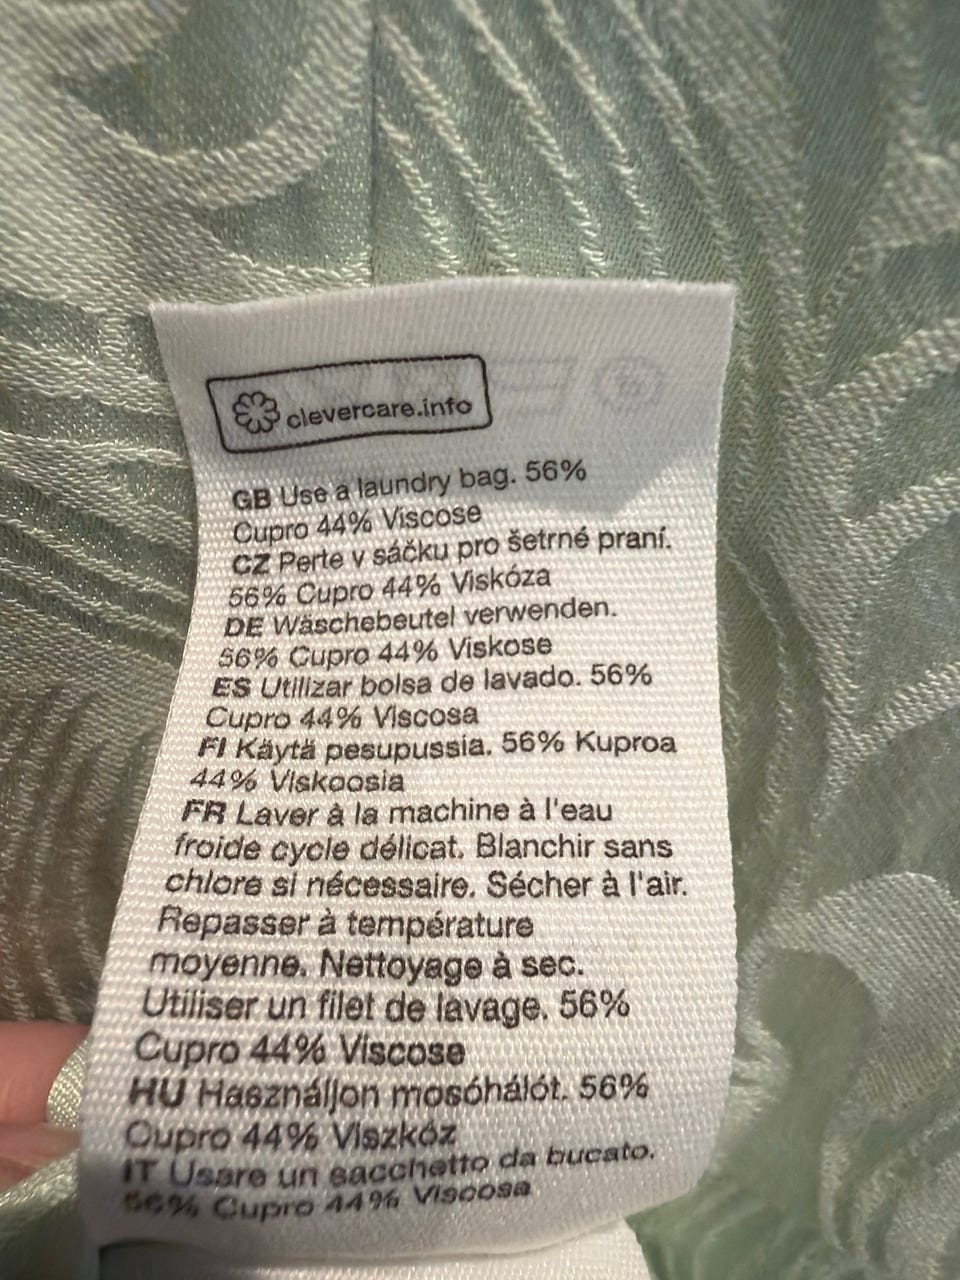 clevercare.info
GB Use a laundry bag. 56%
Cupro 44% Viscose
CZ Perte v sáčku pro šetrné praní.
56% Cupro 44% Viskóza
DE Wäschebeutel verwenden.
56% Cupro 44% Viskose
ES Utilizar bolsa de lavado. 56%
Cupro 44% Viscosa
FI Käytä pesupussia. 56% Kuproa
44% Viskoosia
FR Laver à la machine à l'eau
froide cycle délicat. Blanchir sans
chlore si nécessaire. Sécher à l'air.
Repasser à température
moyenne. Nettoyage à sec.
Utiliser un filet de lavage. 56%
Cupro 44% Viscose
HU Használjon mosóhálót. 56%
Cupro 44% Viszkóz
IT Usare un sacchetto da bucato.
56% Cupro 44% Viscosa